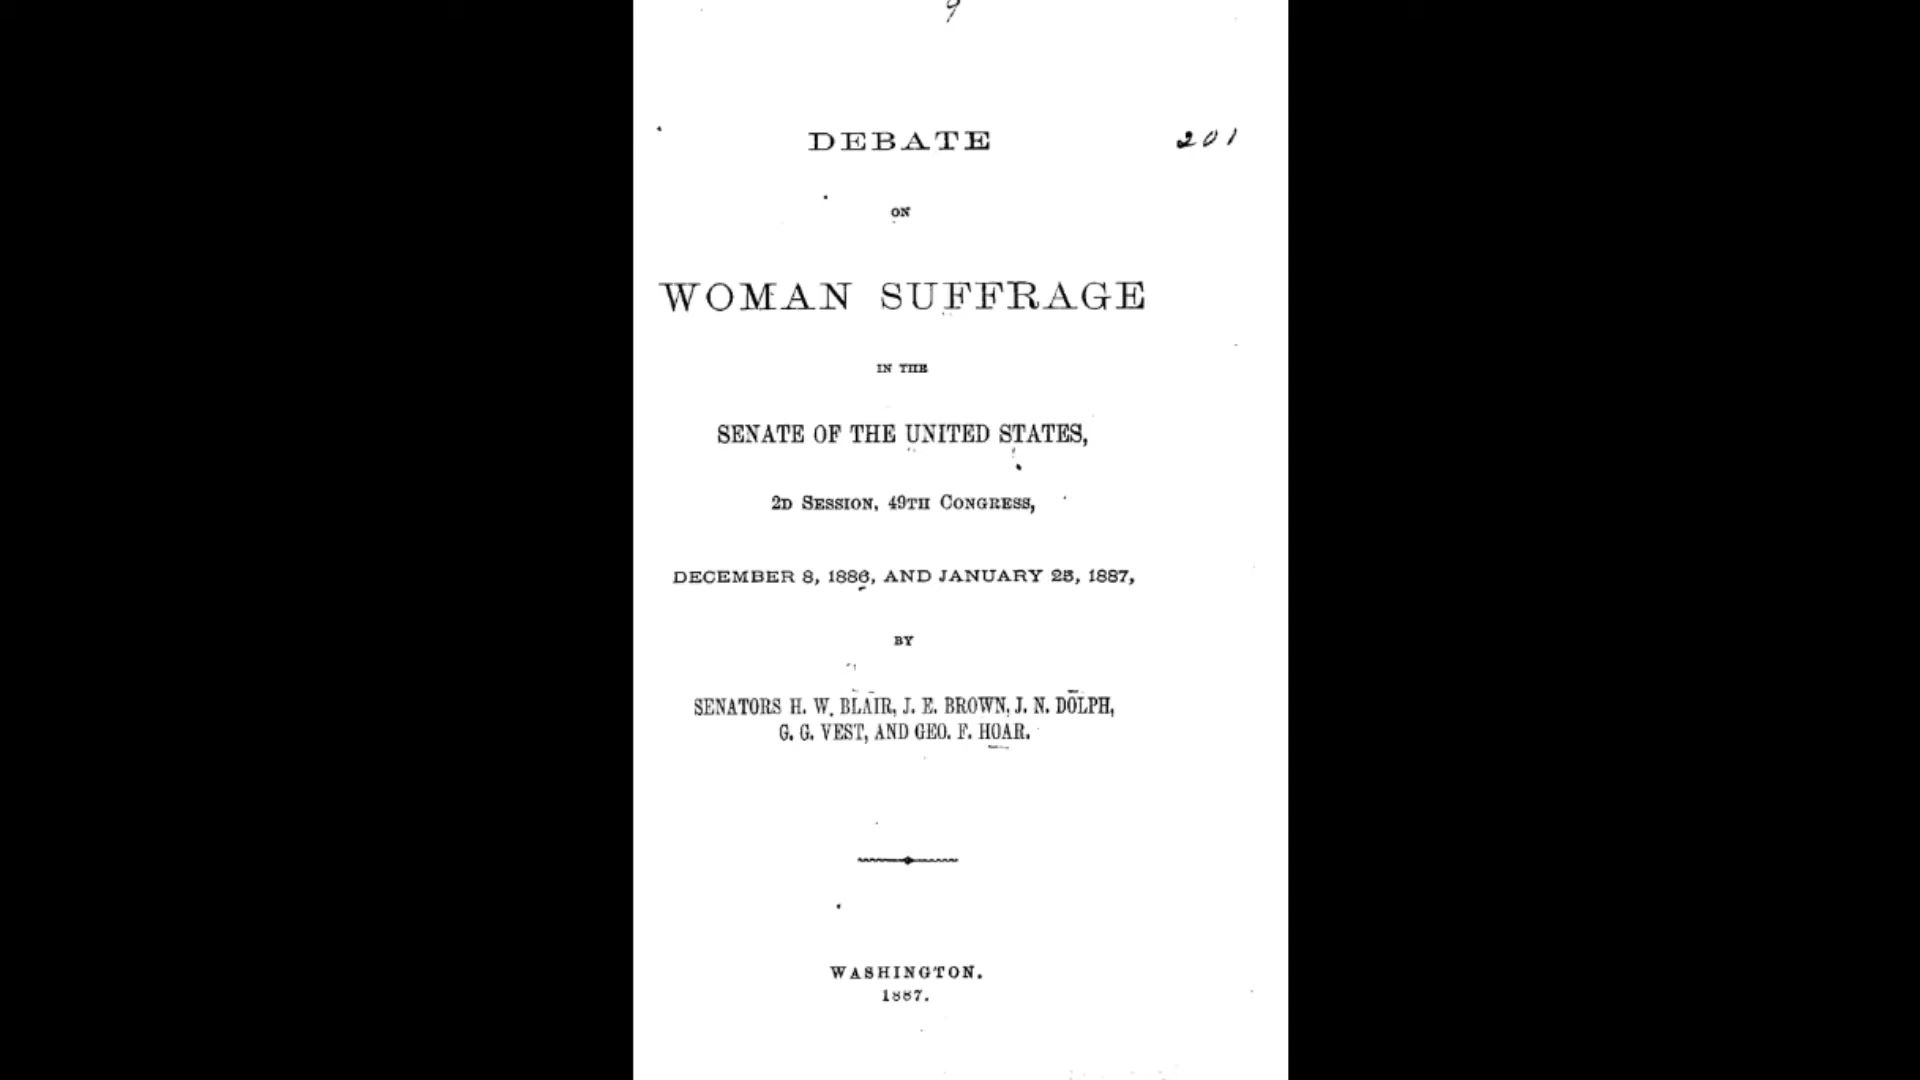 DEBATE 201
ON
WOMAN SUFFRAGE
IN THE
SENATE OF THE UNITED STATES,
2D SESSION, 49TH CONGRESS,
DECEMBER 8, 1886, AND JANUARY 25, 1887,
BY
SENATORS H. W. BLAIR, J. E. BROWN, J. N. DOLPH,
G. G. VEST, AND GEO. F. HOAR.
WASHINGTON.
1887.